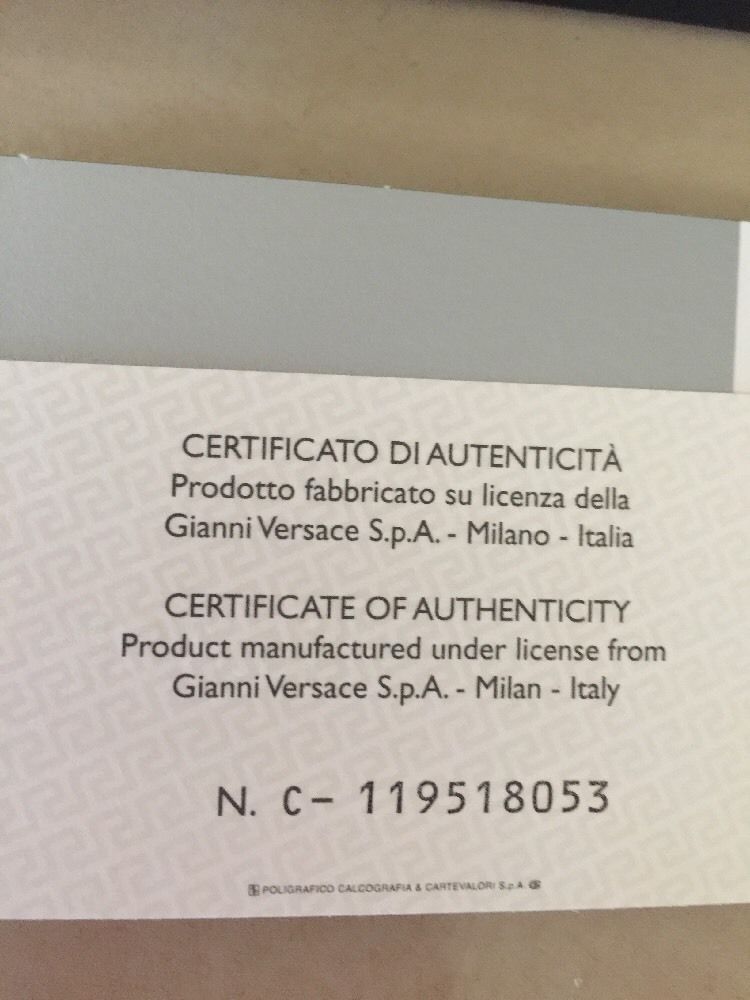 CERTIFICATO DI AUTENTICITÀ
Prodotto fabbricato su licenza della
Gianni Versace S.p.A. - Milano - Italia
CERTIFICATE OF AUTHENTICITY
Product manufactured under license from
Gianni Versace S.p.A. - Milan - Italy
N. C- 119518053
POLIGRAFICO CALCOGRAFIA & CARTEVALORI S.p.A.